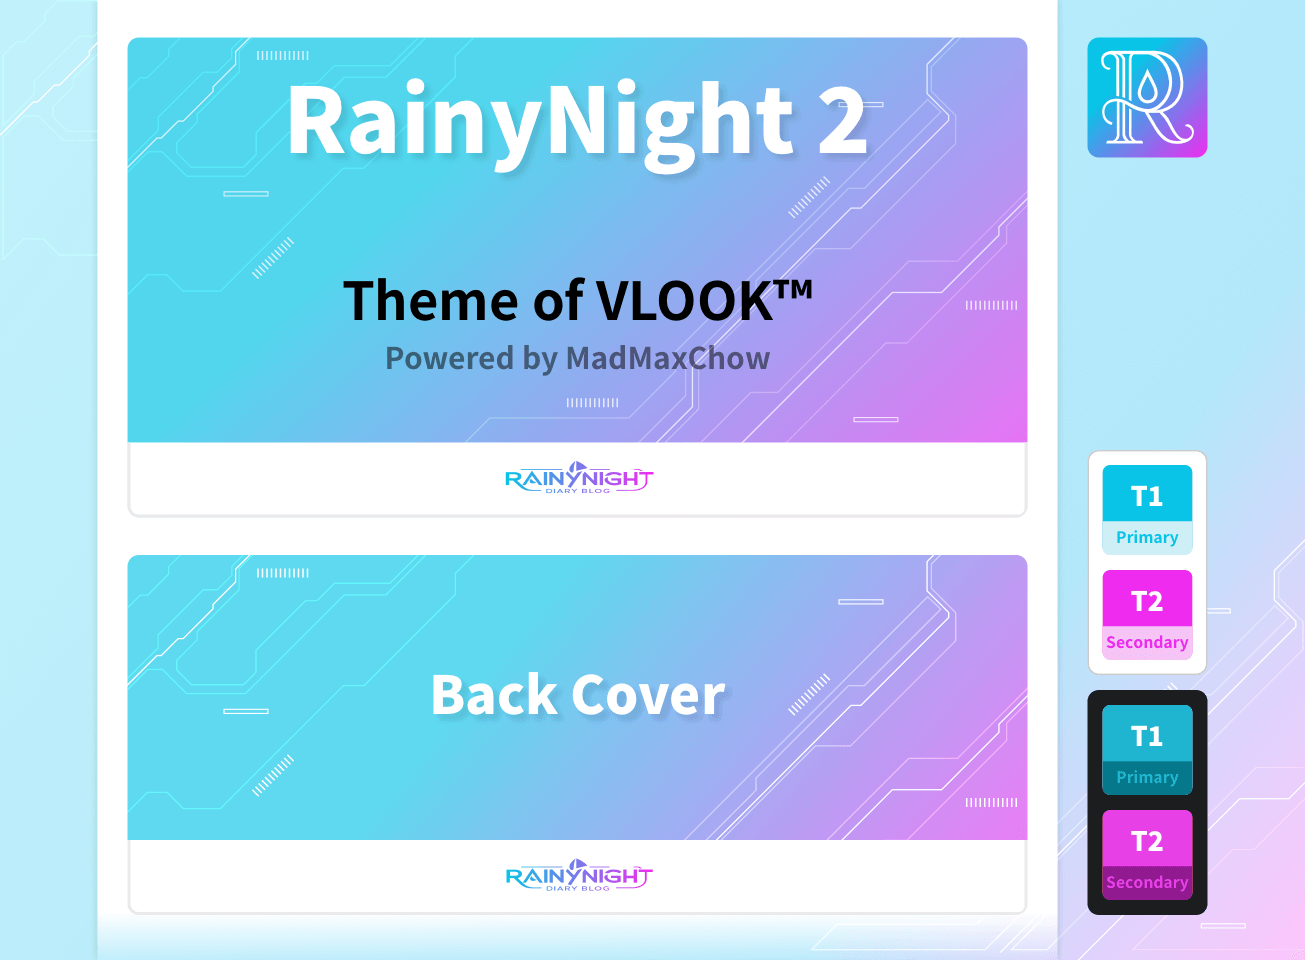 RainyNight 2
Theme of VLOOK™
Powered by MadMaxChow
RAINYNIGHT
DIARY BLOG
Back Cover
RAINYNIGHT
DIARY BLOG
R
T1
Primary
T2
Secondary
T1
Primary
T2
Secondary